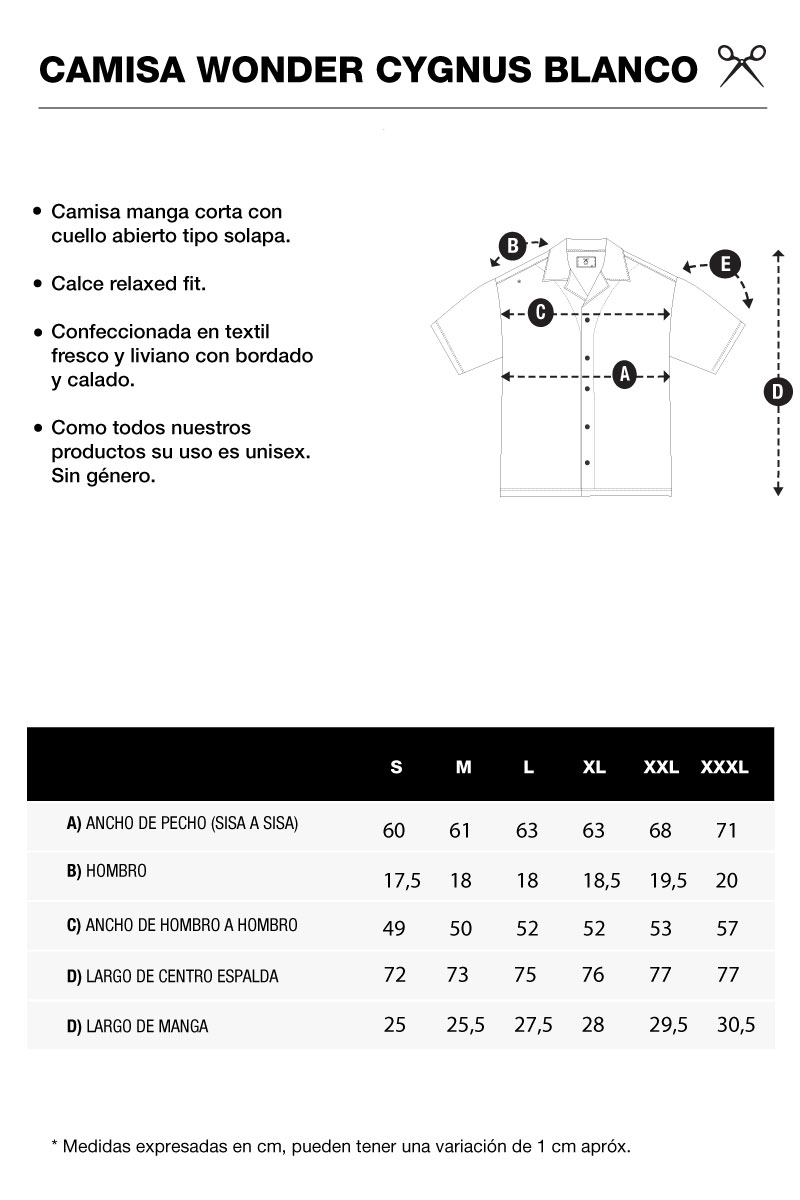 CAMISA WONDER CYGNUS BLANCO
• Camisa manga corta con
cuello abierto tipo solapa.
• Calce relaxed fit.
• Confeccionada en textil
fresco y liviano con bordado
y calado.
• Como todos nuestros
productos su uso es unisex.
Sin género.
B
E
C
A
D
S M L XL XXL XXXL
A) ANCHO DE PECHO (SISA A SISA) 60 61 63 63 68 71
B) HOMBRO 17,5 18 18 18,5 19,5 20
C) ANCHO DE HOMBRO A HOMBRO 49 50 52 52 53 57
D) LARGO DE CENTRO ESPALDA 72 73 75 76 77 77
D) LARGO DE MANGA 25 25,5 27,5 28 29,5 30,5
* Medidas expresadas en cm, pueden tener una variación de 1 cm apróx.